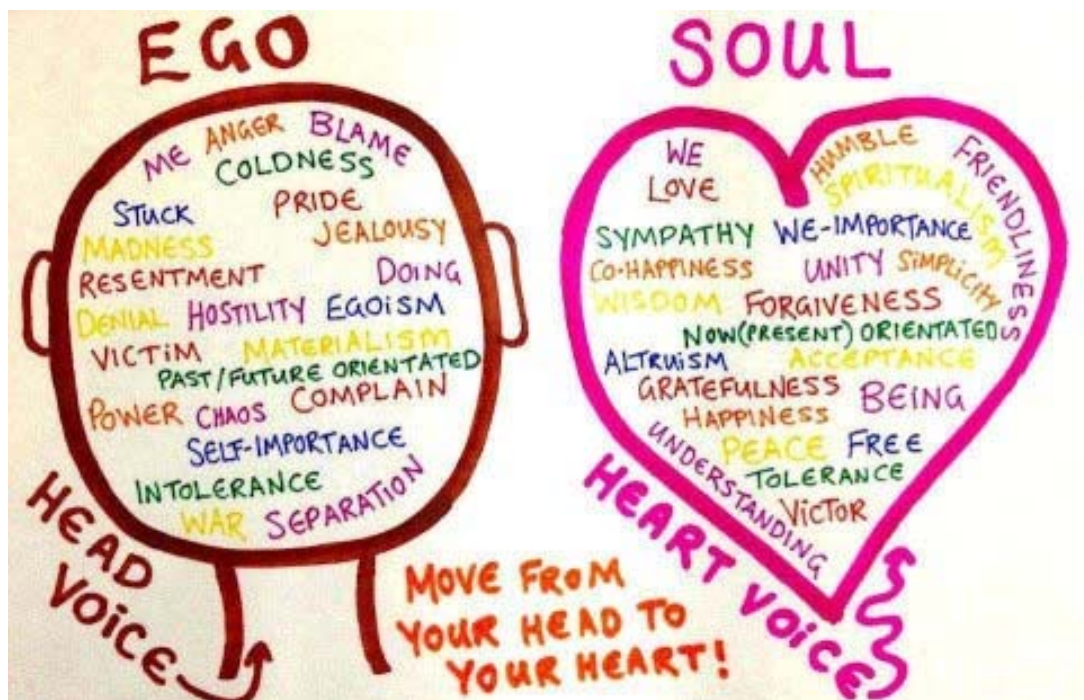 EGO
ME ANGER BLAME
COLDNESS
STUCK PRIDE
MADNESS JEALOUSY
RESENTMENT DOING
DENIAL HOSTILITY EGOiSM
VICTiM MATERIALISM
PAST/FUTURE ORIENTATED
POWER CHAOS COMPLAIN
SELF-IMPORTANCE
INTOLERANCE
WAR SEPARATION
HEAD
VOiCE
MOVE FROM
YOUR HEAD TO
YOUR HEART!
SOUL
WE HUMBLE FRIENDLINESS
LOVE SPIRITUALISM
SYMPATHY WE-IMPORTANCE
CO-HAPPINESS UNITY SiMPLICITY
WISDOM FORGIVENESS
NOW(PRESENT) ORIENTATED
ALTRUiSM ACCEPTANCE
GRATEFULNESS BEING
HAPPINESS
PEACE FREE
UNDERSTANDING TOLERANCE
ViCTOR
HEART VOiCE